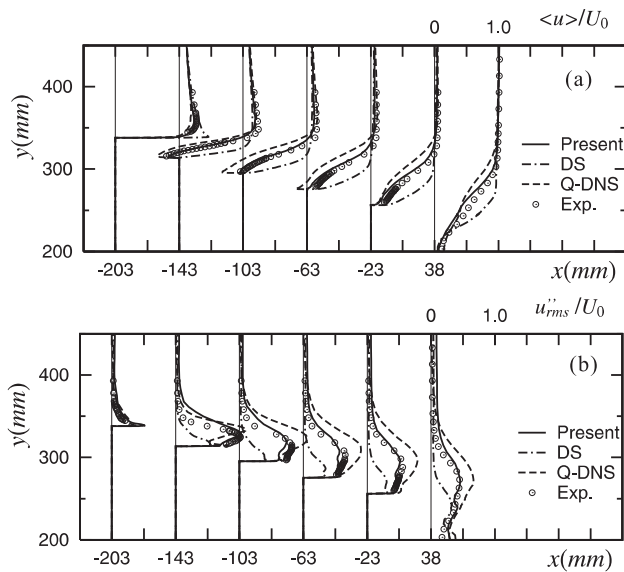 0 <u>/U0 1.0
400
300
200
y(mm)
(a)
Present
DS
Q-DNS
Exp.
-203 -143 -103 -63 -23 38 x(mm)
0 u''rms/U0 1.0
400
300
200
y(mm)
(b)
Present
DS
Q-DNS
Exp.
-203 -143 -103 -63 -23 38 x(mm)